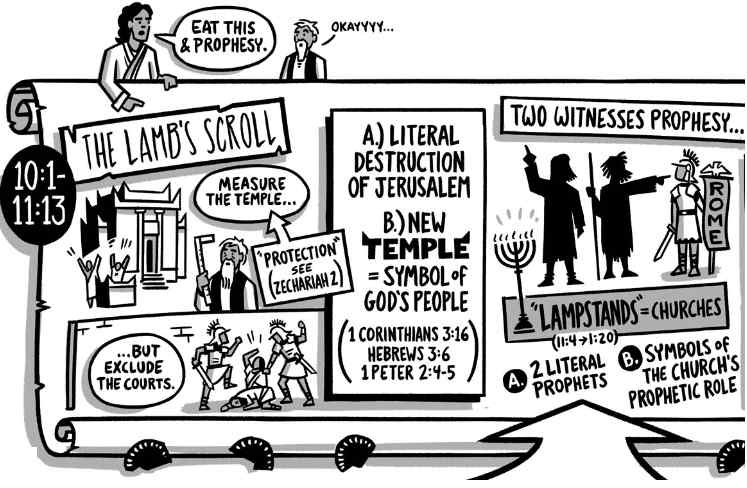 EAT THIS
& PROPHESY.
OKAYYYY...
THE LAMB'S SCROLL
10:1-
11:13
MEASURE
THE TEMPLE...
"PROTECTION"
SEE
(ZECHARIAH 2)
...BUT
EXCLUDE
THE COURTS.
A.) LITERAL
DESTRUCTION
OF JERUSALEM
B.) NEW
TEMPLE
= SYMBOL OF
GOD'S PEOPLE
(1 CORINTHIANS 3:16
HEBREWS 3:6
1 PETER 2:4-5)
TWO WITNESSES PROPHESY...
ROME
"LAMPSTANDS" = CHURCHES
(11:4→1:20)
A. 2 LITERAL
PROPHETS
B. SYMBOLS OF
THE CHURCH'S
PROPHETIC ROLE